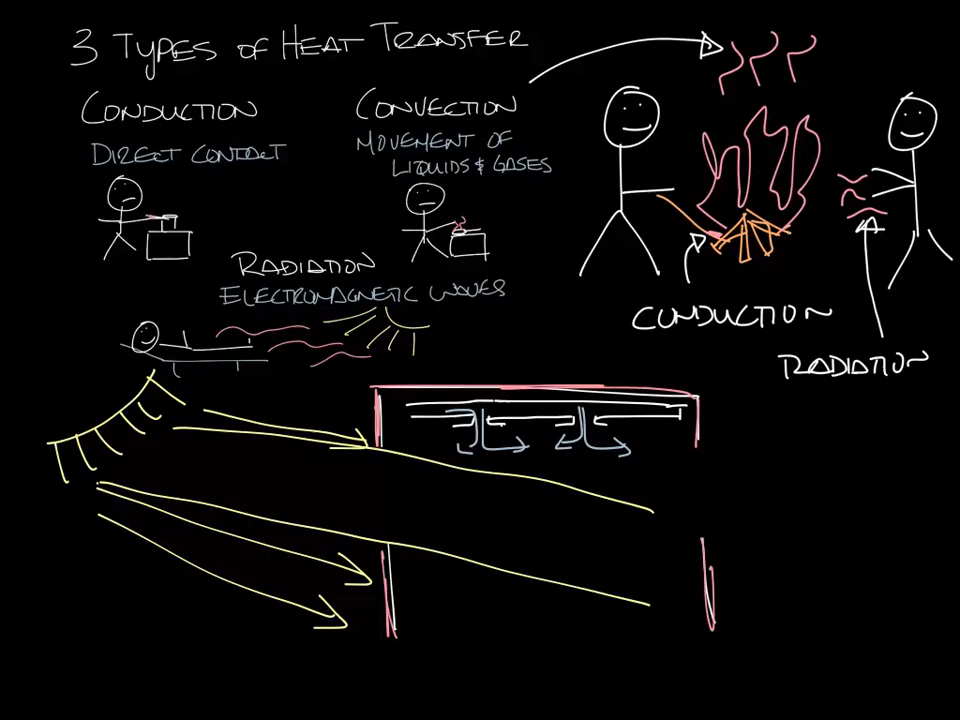 3 TYPES OF HEAT TRANSFER
CONDUCTION
DIRECT CONTACT
CONVECTION
MOVEMENT OF
LIQUIDS & GASES
RADIATION
ELECTROMAGNETIC WAVES
CONDUCTION
RADIATION